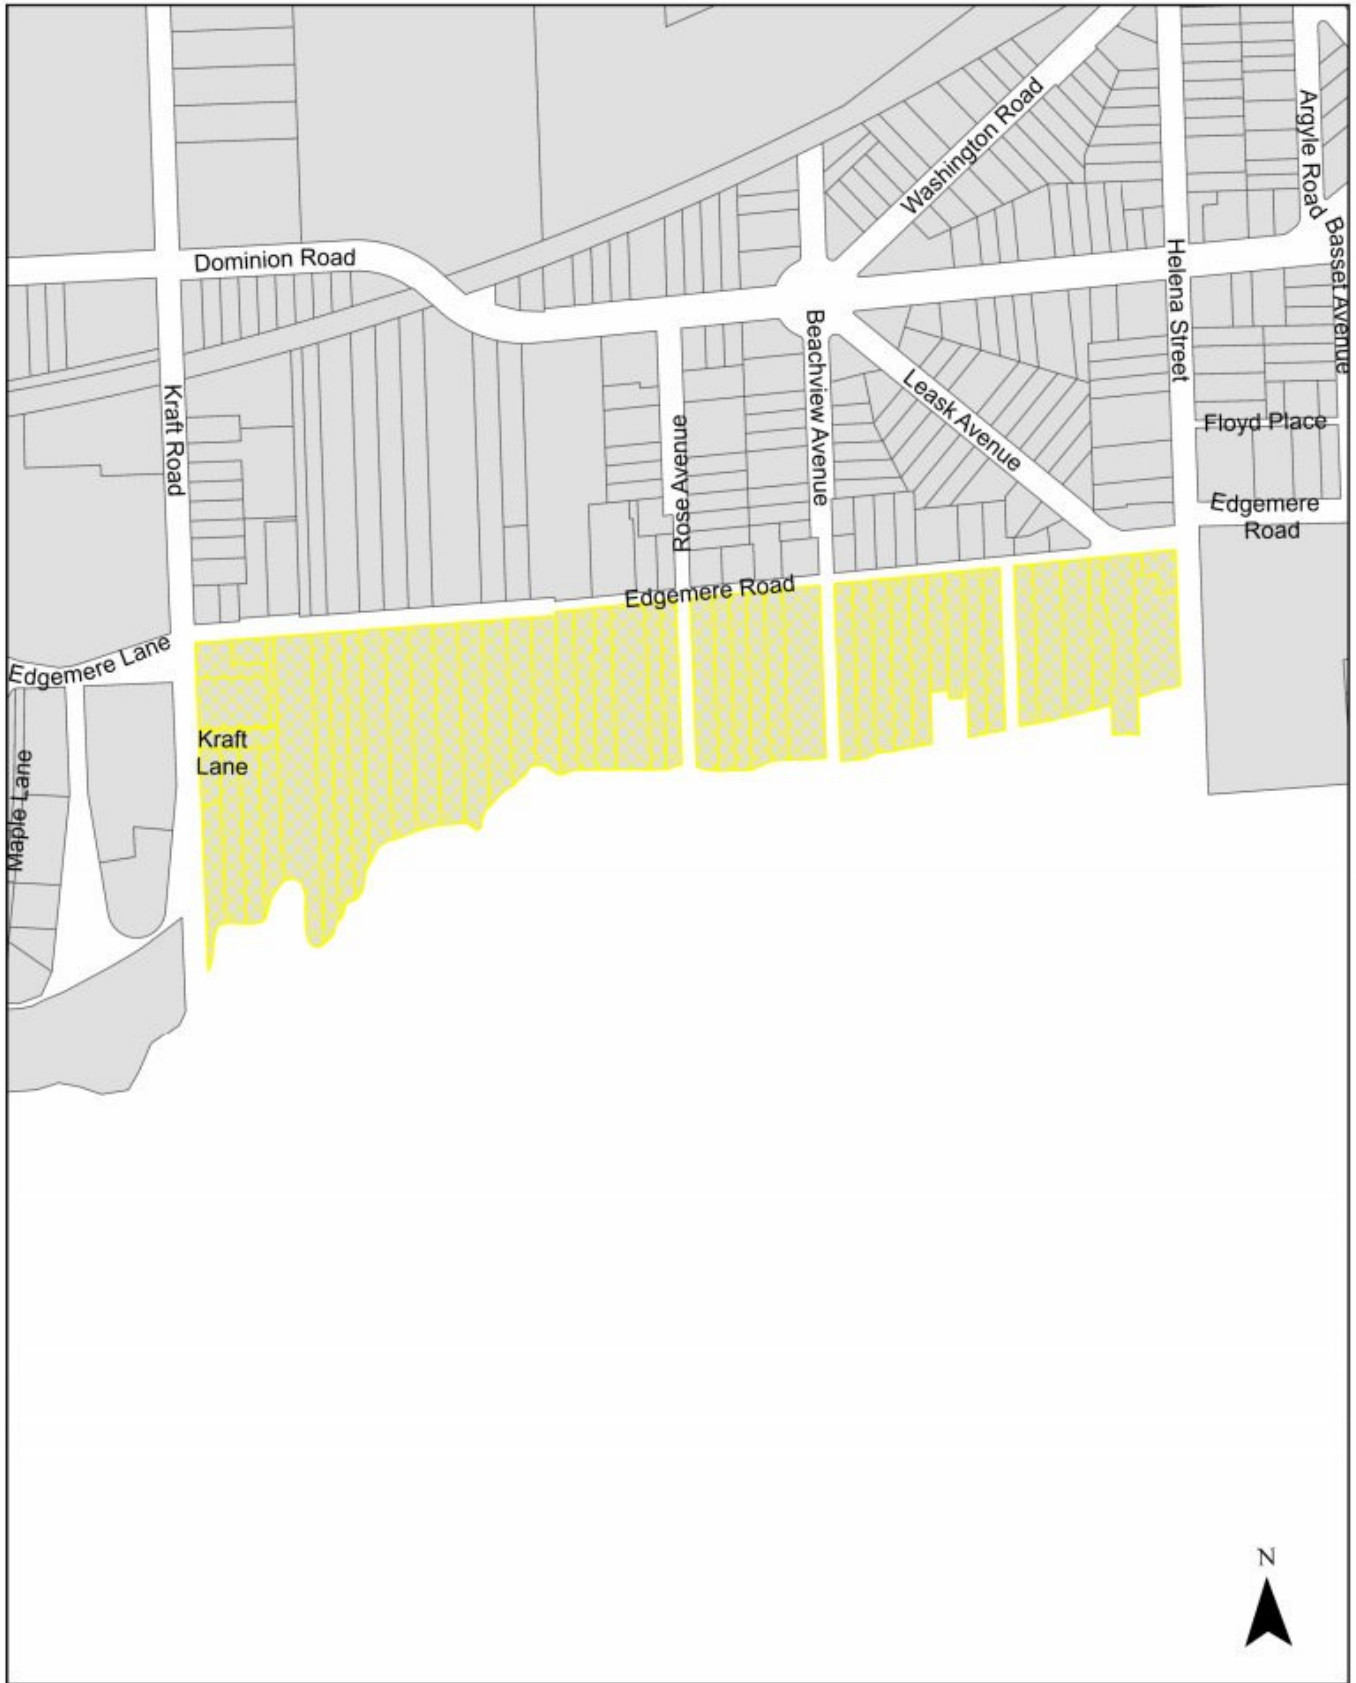 Washington Road
Argyle Road
Dominion Road
Helena Street
Basset Avenue
Beachview Avenue
Leask Avenue
Kraft Road
Rose Avenue
Floyd Place
Edgemere
Road
Edgemere Road
Edgemere Lane
Kraft
Lane
Maple Lane
N